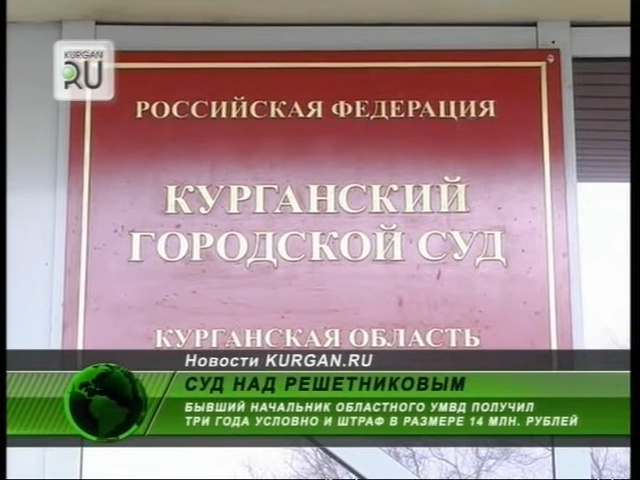 KURGAN
RU
РОССИЙСКАЯ ФЕДЕРАЦИЯ
КУРГАНСКИЙ
ГОРОДСКОЙ СУД
КУРГАНСКАЯ ОБЛАСТЬ
Новости KURGAN.RU
СУД НАД РЕШЕТНИКОВЫМ
БЫВШИЙ НАЧАЛЬНИК ОБЛАСТНОГО УМВД ПОЛУЧИЛ
ТРИ ГОДА УСЛОВНО И ШТРАФ В РАЗМЕРЕ 14 МЛН. РУБЛЕЙ